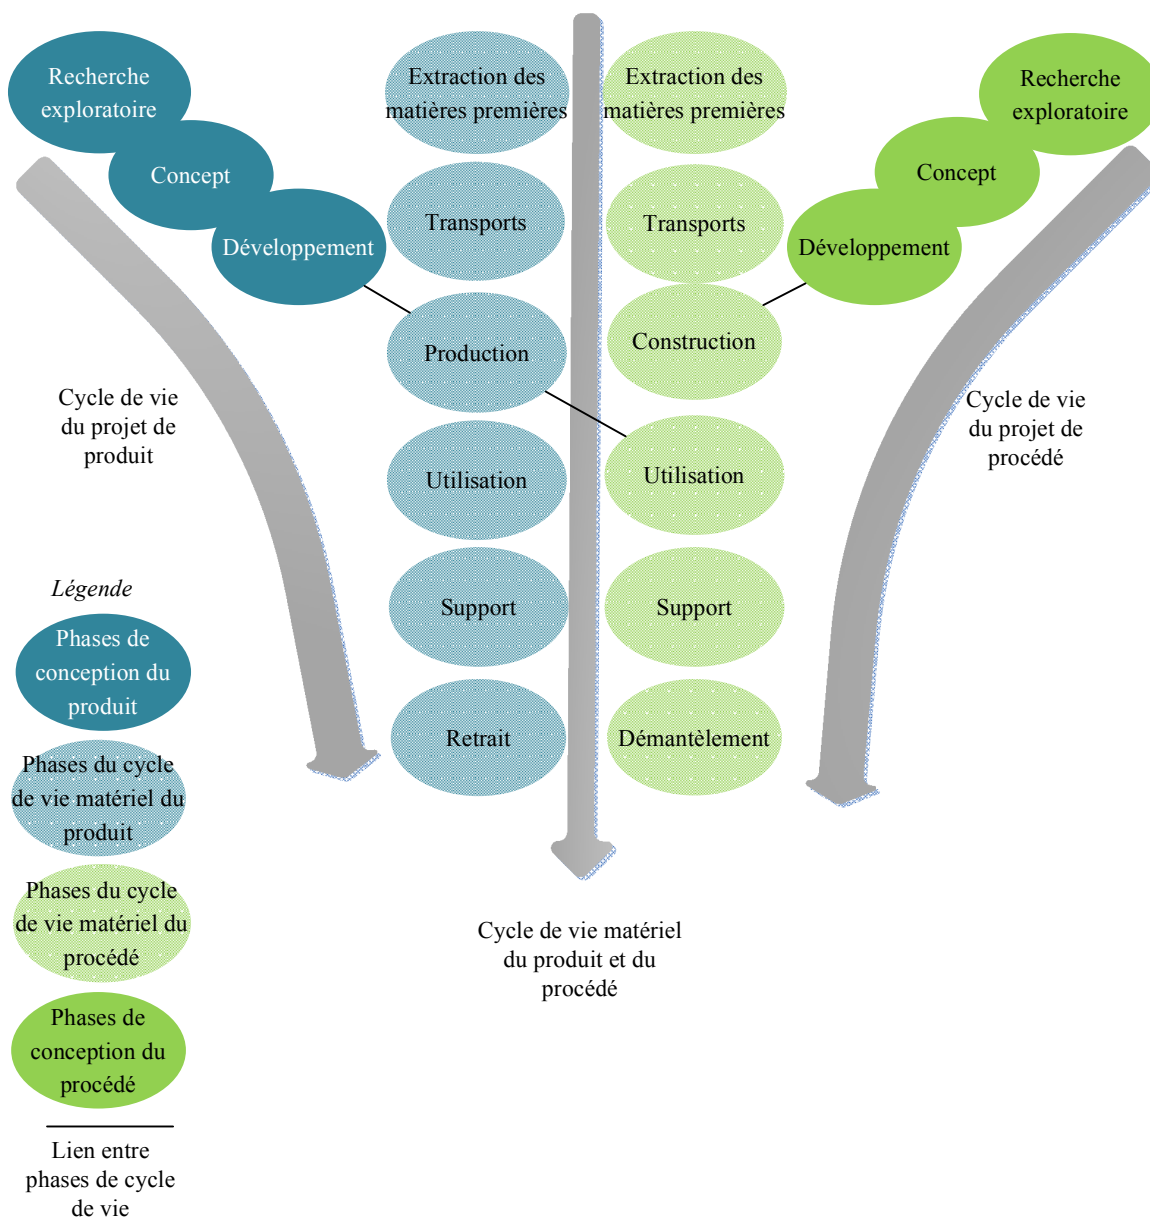 Recherche
exploratoire
Concept
Développement
Extraction des
matières premières
Transports
Production
Utilisation
Support
Retrait
Extraction des
matières premières
Transports
Construction
Utilisation
Support
Démantèlement
Recherche
exploratoire
Concept
Développement
Cycle de vie
du projet de
produit
Cycle de vie
du projet de
procédé
Cycle de vie matériel
du produit et du
procédé
Légende
Phases de
conception du
produit
Phases du cycle
de vie matériel du
produit
Phases du cycle
de vie matériel du
procédé
Phases de
conception du
procédé
Lien entre
phases de cycle
de vie